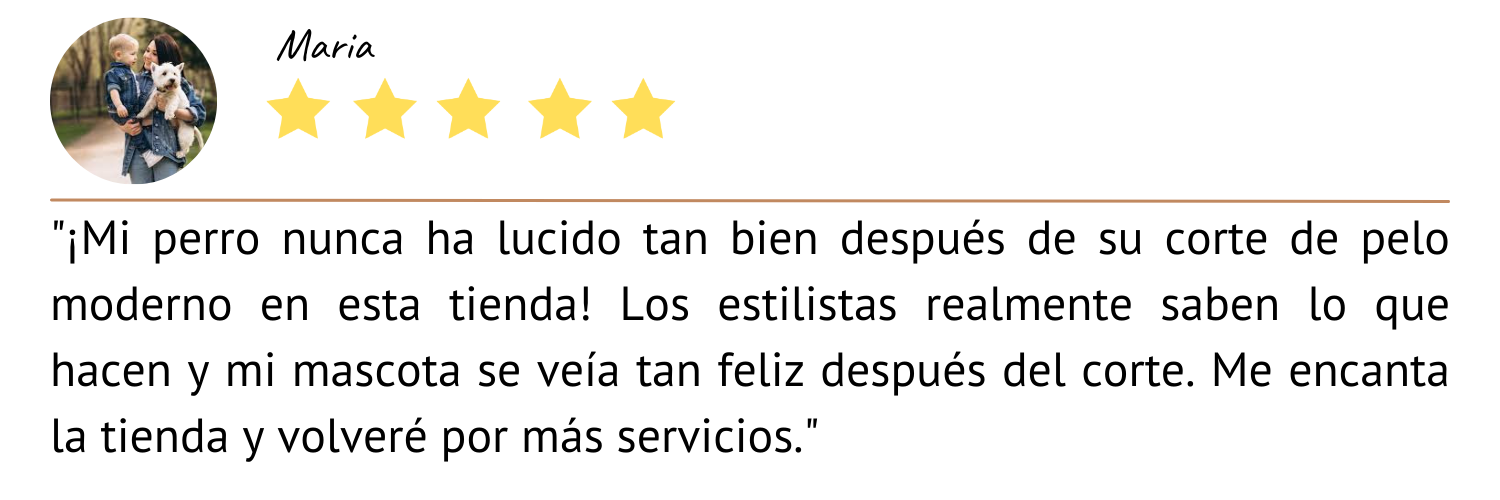 Maria
"¡Mi perro nunca ha lucido tan bien después de su corte de pelo
moderno en esta tienda! Los estilistas realmente saben lo que
hacen y mi mascota se veía tan feliz después del corte. Me encanta
la tienda y volveré por más servicios."